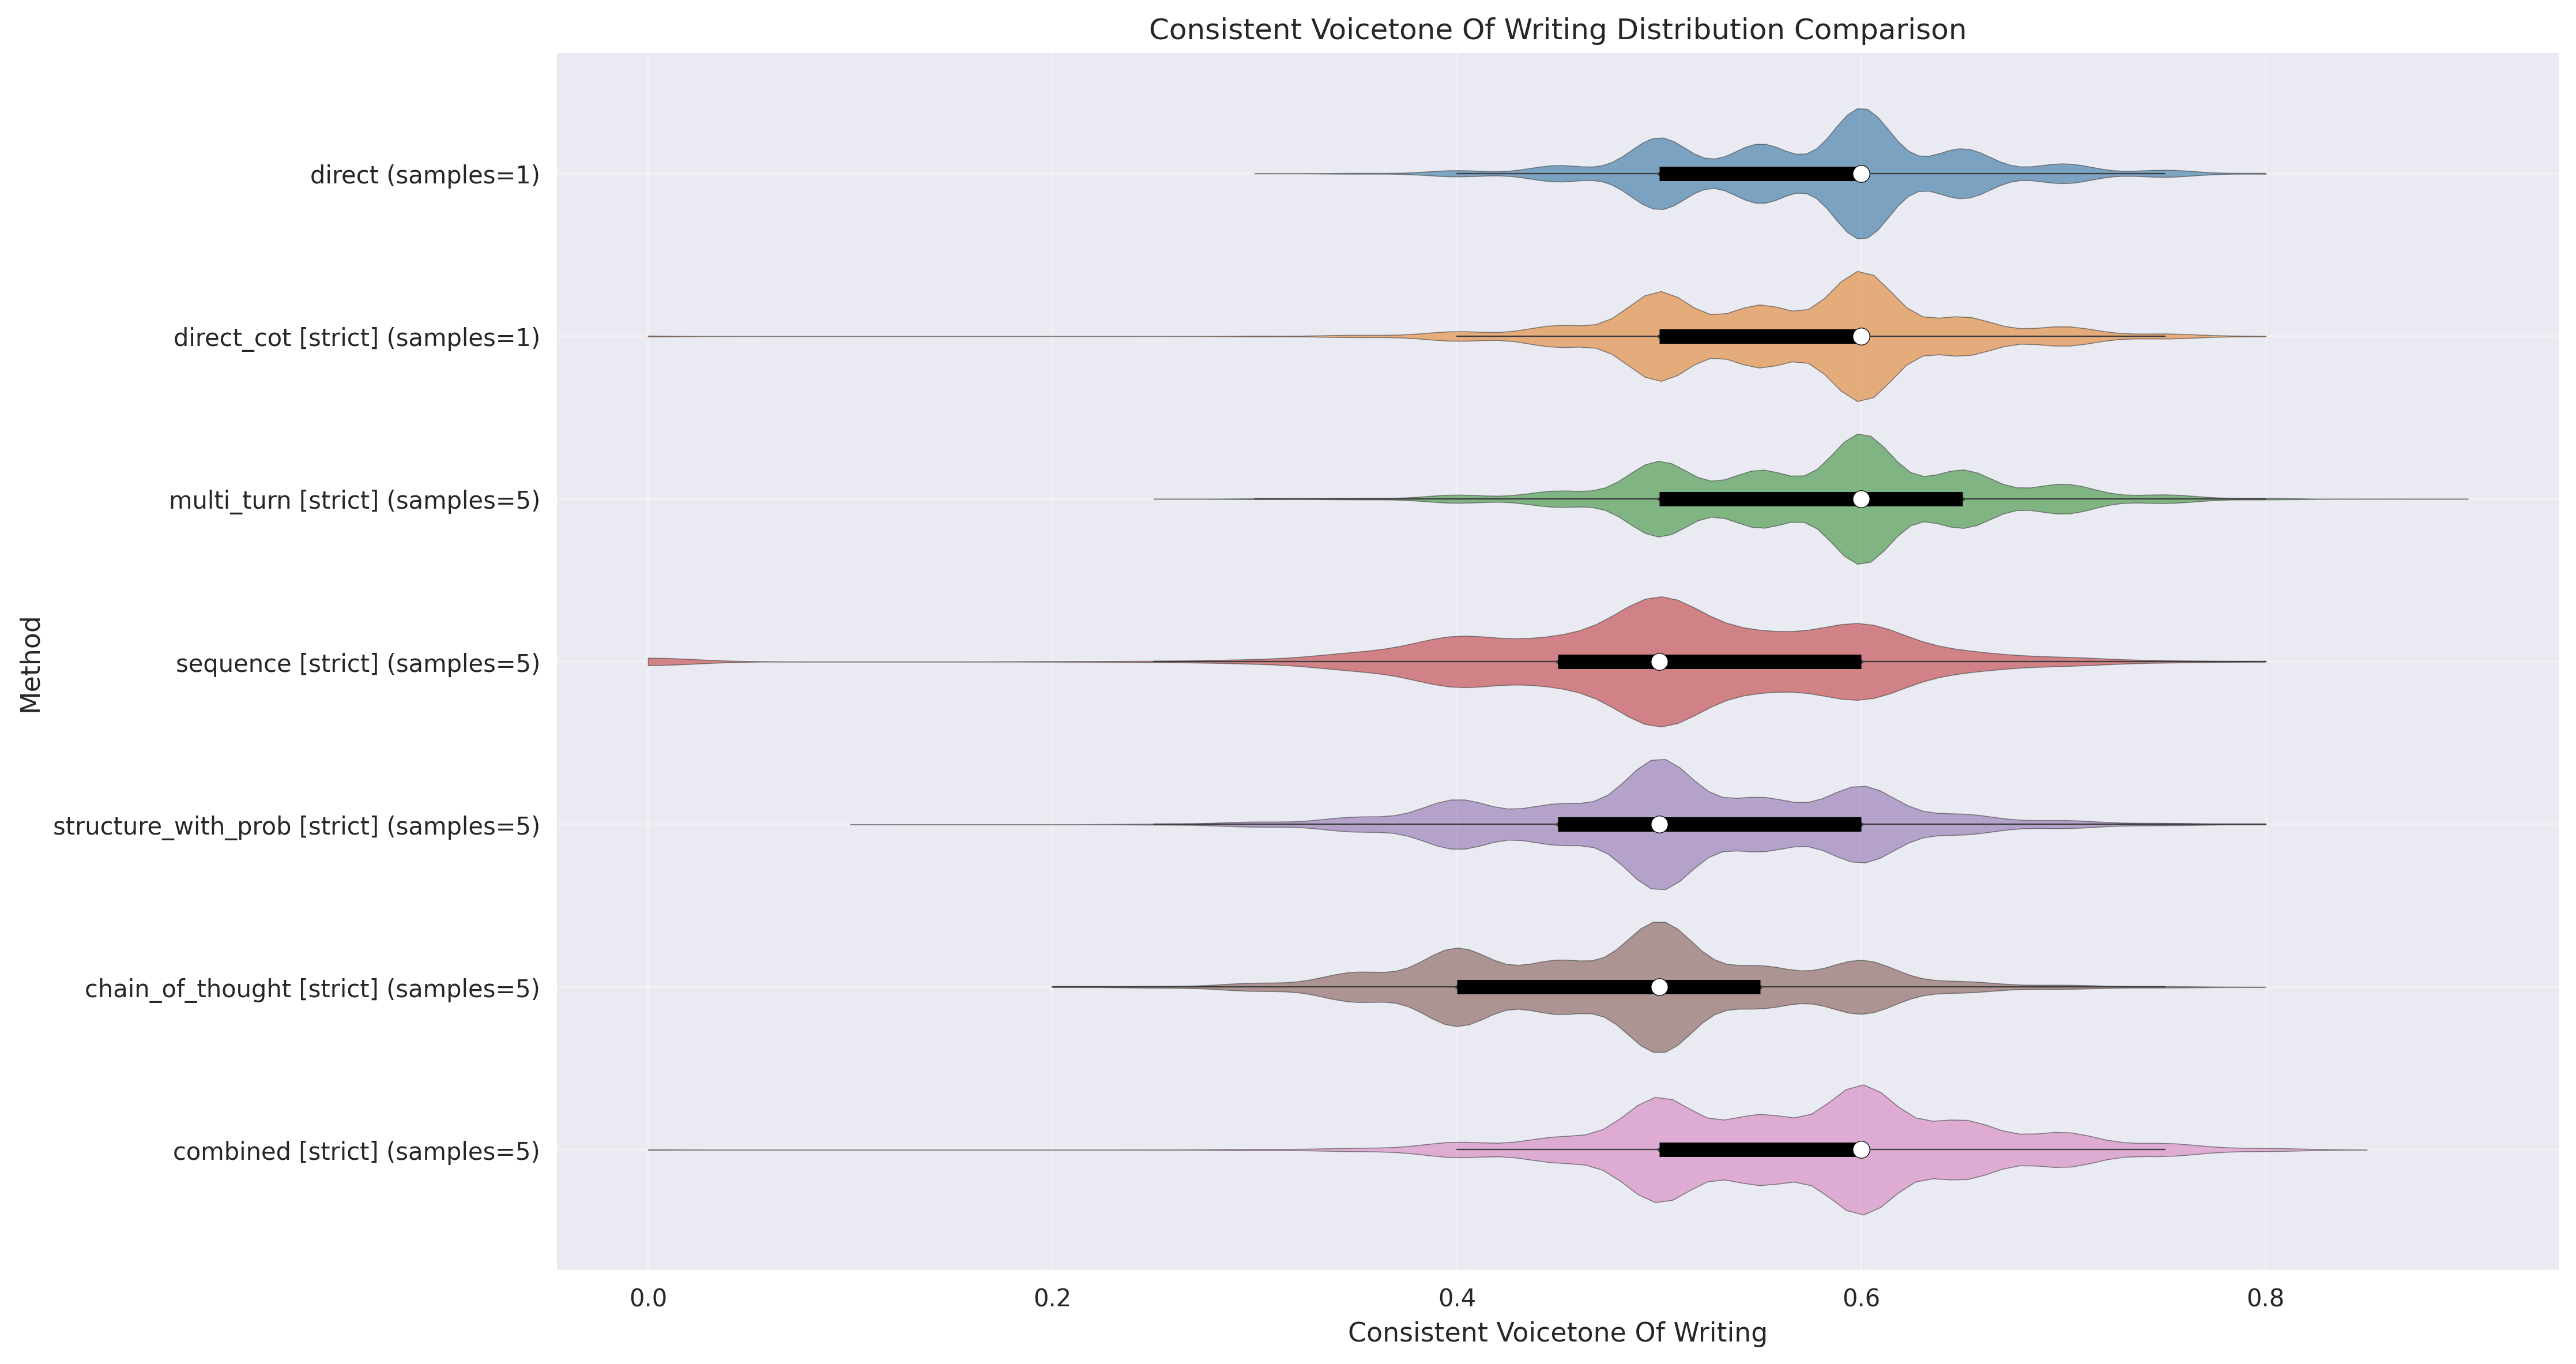 Consistent Voicetone Of Writing Distribution Comparison
direct (samples=1)
direct_cot [strict] (samples=1)
multi_turn [strict] (samples=5)
sequence [strict] (samples=5)
structure_with_prob [strict] (samples=5)
chain_of_thought [strict] (samples=5)
combined [strict] (samples=5)
Method
0.0 0.2 0.4 0.6 0.8
Consistent Voicetone Of Writing